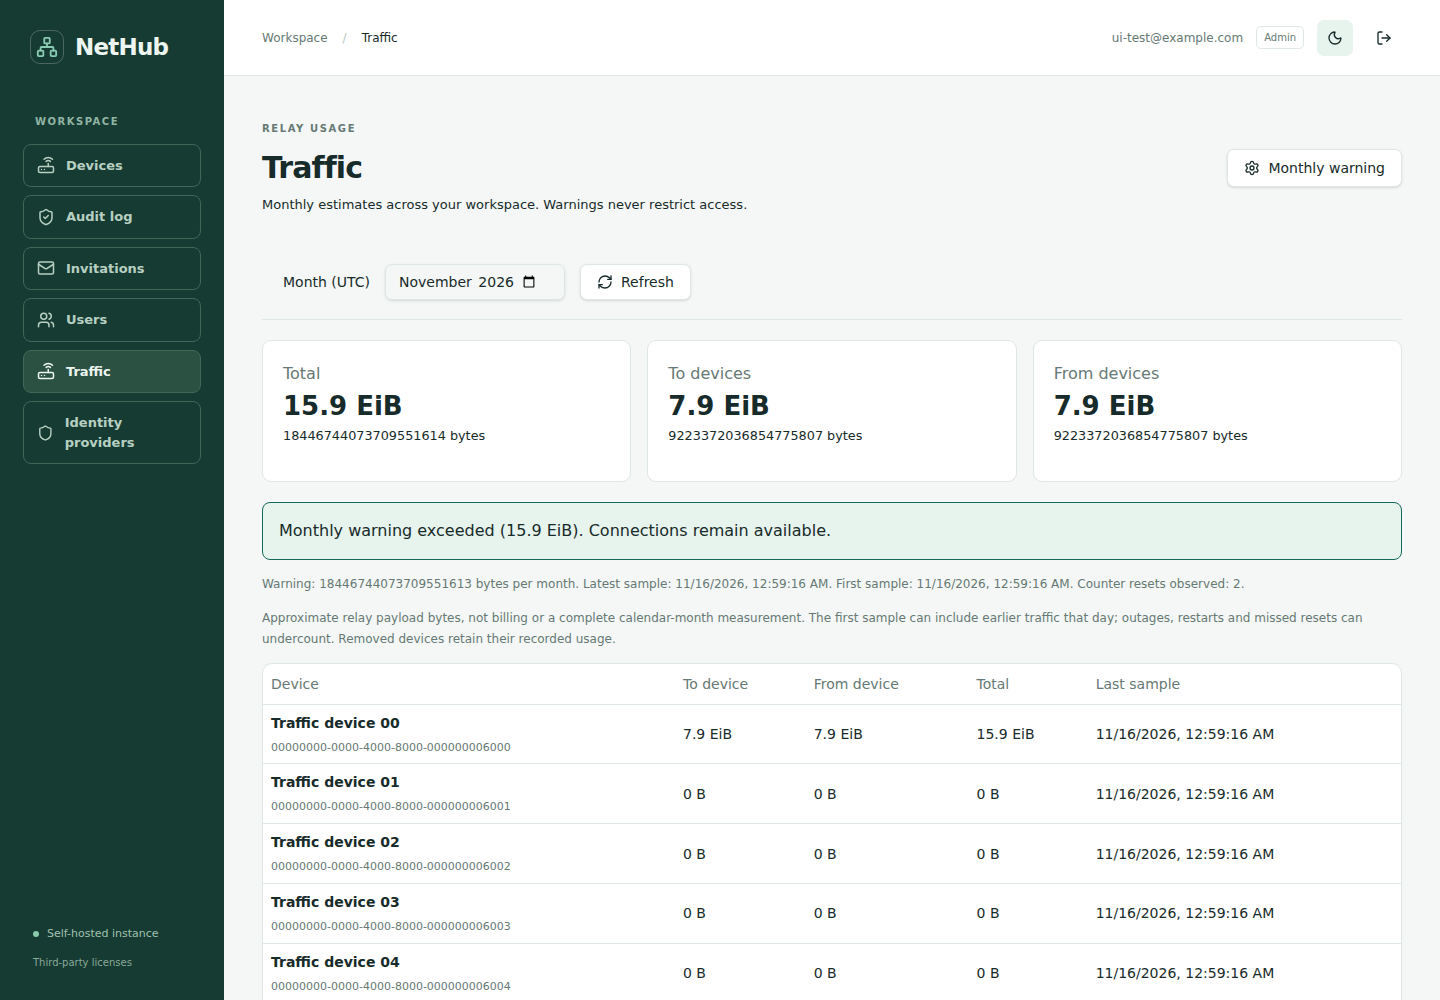 NetHub
WORKSPACE
Devices
Audit log
Invitations
Users
Traffic
Identity
providers
Self-hosted instance
Third-party licenses
Workspace / Traffic
ui-test@example.com Admin
RELAY USAGE
Traffic
Monthly warning
Monthly estimates across your workspace. Warnings never restrict access.
Month (UTC) November 2026 Refresh
Total
15.9 EiB
18446744073709551614 bytes
To devices
7.9 EiB
9223372036854775807 bytes
From devices
7.9 EiB
9223372036854775807 bytes
Monthly warning exceeded (15.9 EiB). Connections remain available.
Warning: 18446744073709551613 bytes per month. Latest sample: 11/16/2026, 12:59:16 AM. First sample: 11/16/2026, 12:59:16 AM. Counter resets observed: 2.
Approximate relay payload bytes, not billing or a complete calendar-month measurement. The first sample can include earlier traffic that day; outages, restarts and missed resets can
undercount. Removed devices retain their recorded usage.
Device To device From device Total Last sample
Traffic device 00
00000000-0000-4000-8000-000000006000
7.9 EiB 7.9 EiB 15.9 EiB 11/16/2026, 12:59:16 AM
Traffic device 01
00000000-0000-4000-8000-000000006001
0 B 0 B 0 B 11/16/2026, 12:59:16 AM
Traffic device 02
00000000-0000-4000-8000-000000006002
0 B 0 B 0 B 11/16/2026, 12:59:16 AM
Traffic device 03
00000000-0000-4000-8000-000000006003
0 B 0 B 0 B 11/16/2026, 12:59:16 AM
Traffic device 04
00000000-0000-4000-8000-000000006004
0 B 0 B 0 B 11/16/2026, 12:59:16 AM